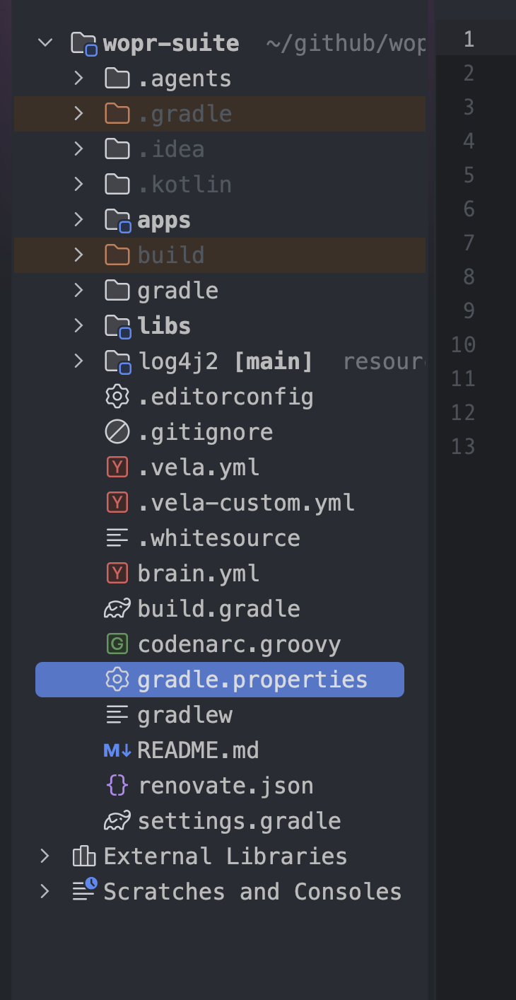 wopr-suite ~/github/wop
.agents
.gradle
.idea
.kotlin
apps
build
gradle
libs
log4j2 [main] resour
.editorconfig
.gitignore
.vela.yml
.vela-custom.yml
.whitesource
brain.yml
build.gradle
codenarc.groovy
gradle.properties
gradlew
README.md
renovate.json
settings.gradle
External Libraries
Scratches and Consoles
1
2
3
4
5
6
7
8
9
10
11
12
13